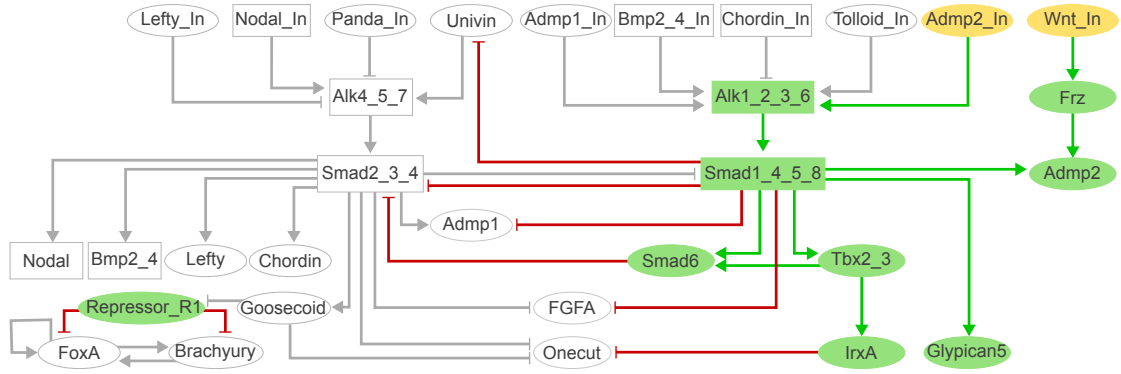 Lefty_In
Nodal_In
Panda_In
Univin
Admp1_In
Bmp2_4_In
Chordin_In
Tolloid_In
Admp2_In
Wnt_In
Alk4_5_7
Alk1_2_3_6
Frz
Smad2_3_4
Smad1_4_5_8
Admp2
Admp1
Nodal
Bmp2_4
Lefty
Chordin
Smad6
Tbx2_3
Repressor_R1
Goosecoid
FGFA
FoxA
Brachyury
Onecut
IrxA
Glypican5